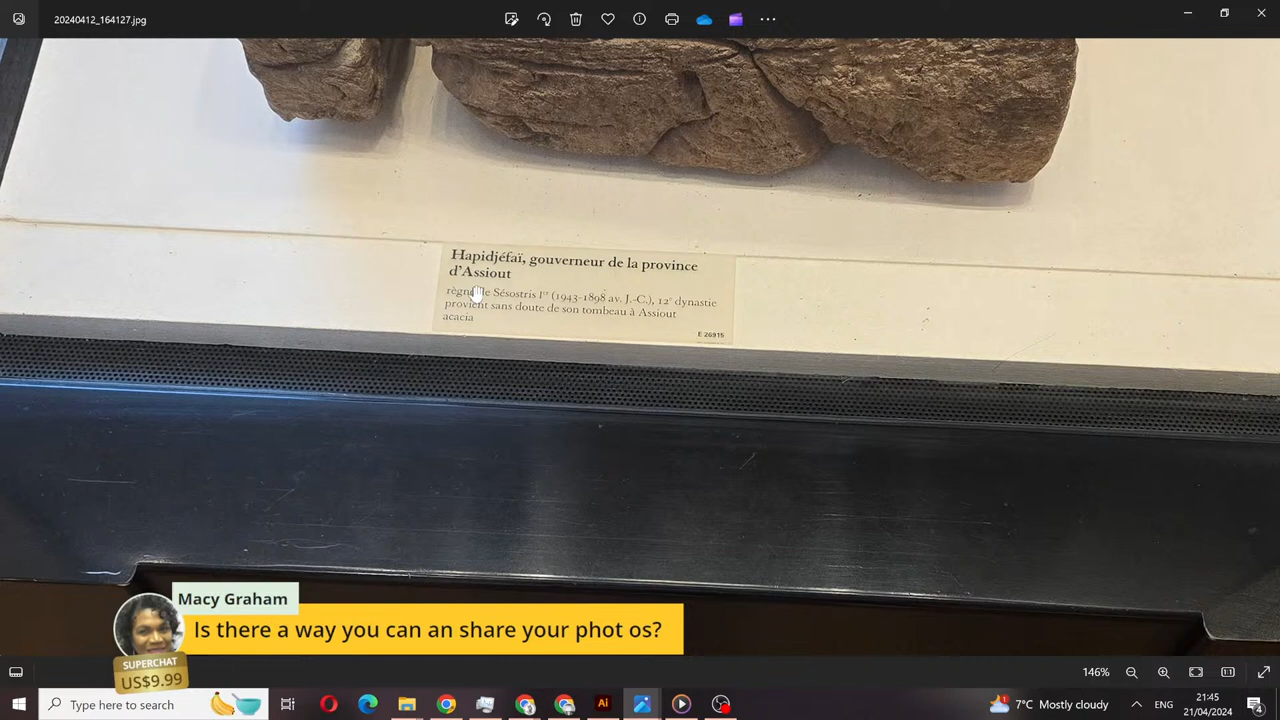 20240412_164127.jpg
Hapidjéfaï, gouverneur de la province
d'Assiout
règne de Sésostris Iᵉʳ (1943-1898 av. J.-C.), 12ᵉ dynastie
provient sans doute de son tombeau à Assiout
acacia
E 26915
Macy Graham
Is there a way you can an share your phot os?
SUPERCHAT
US$9.99
146%
Type here to search
7°C Mostly cloudy
ENG
21:45
21/04/2024